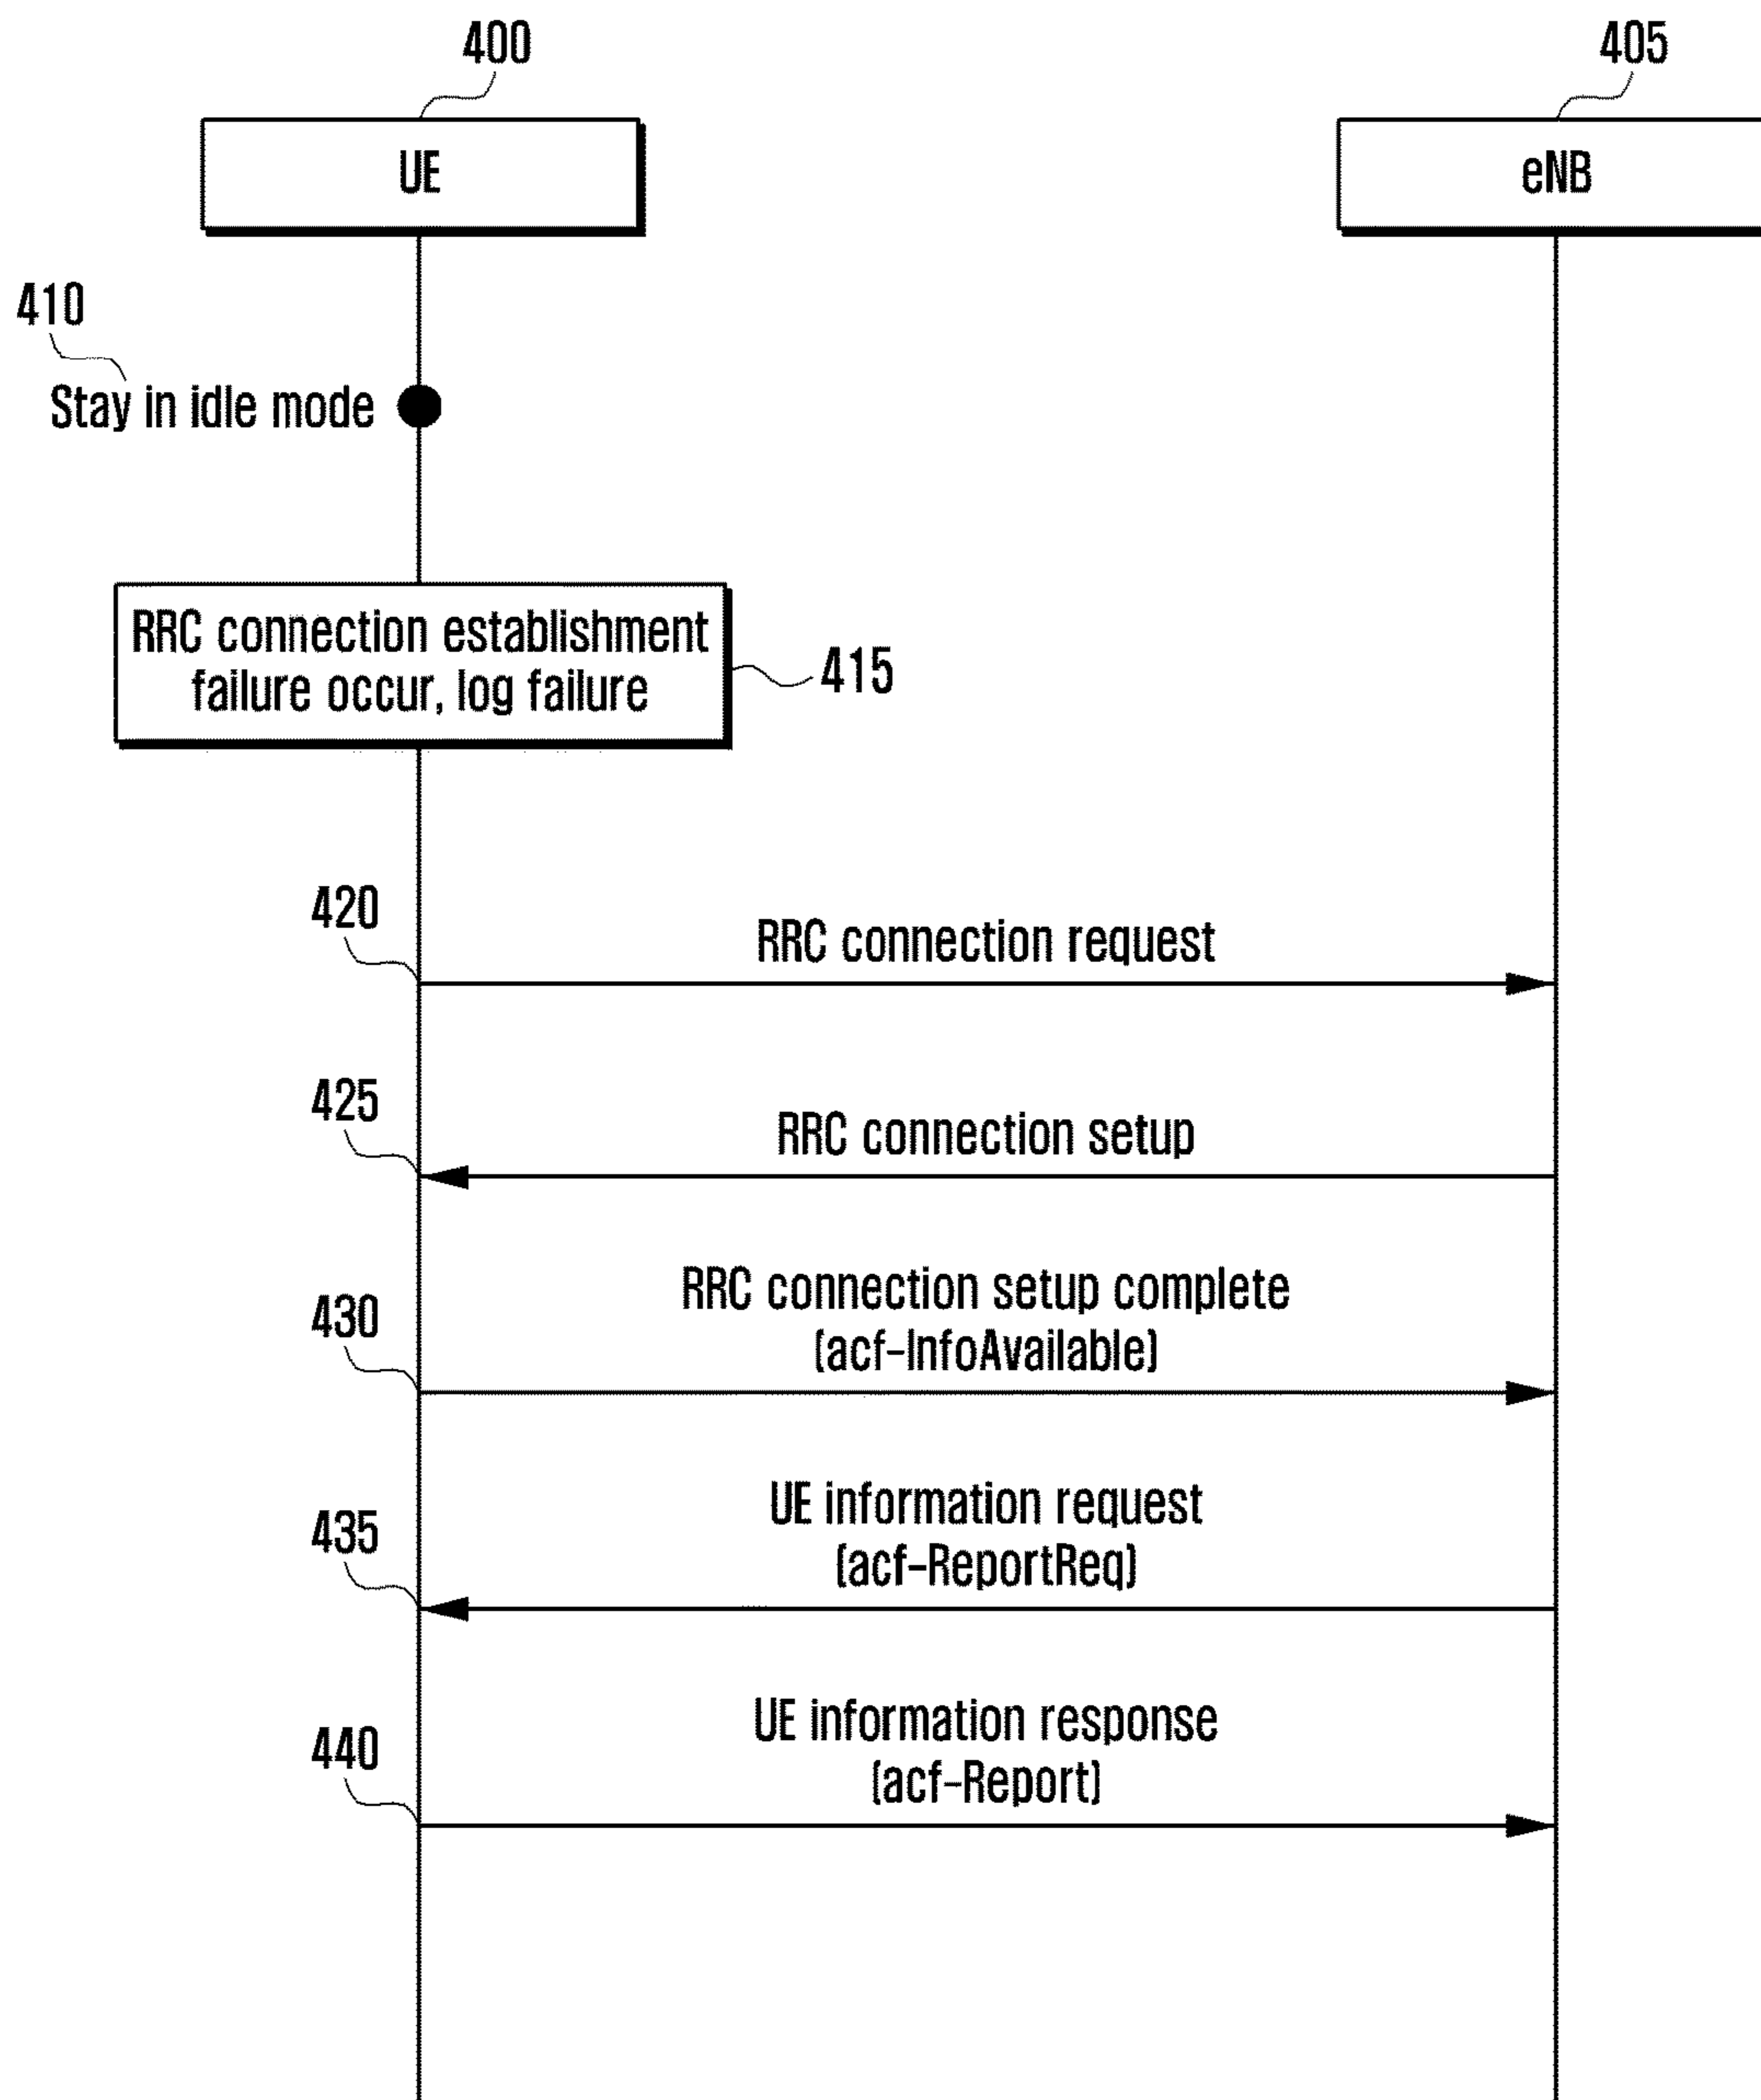 400
405
UE
eNB
410
Stay in idle mode
RRC connection establishment
failure occur, log failure
415
420
RRC connection request
425
RRC connection setup
RRC connection setup complete
430
(acf-InfoAvailable)
UE information request
435
(acf-ReportReq)
UE information response
440
(acf-Report)